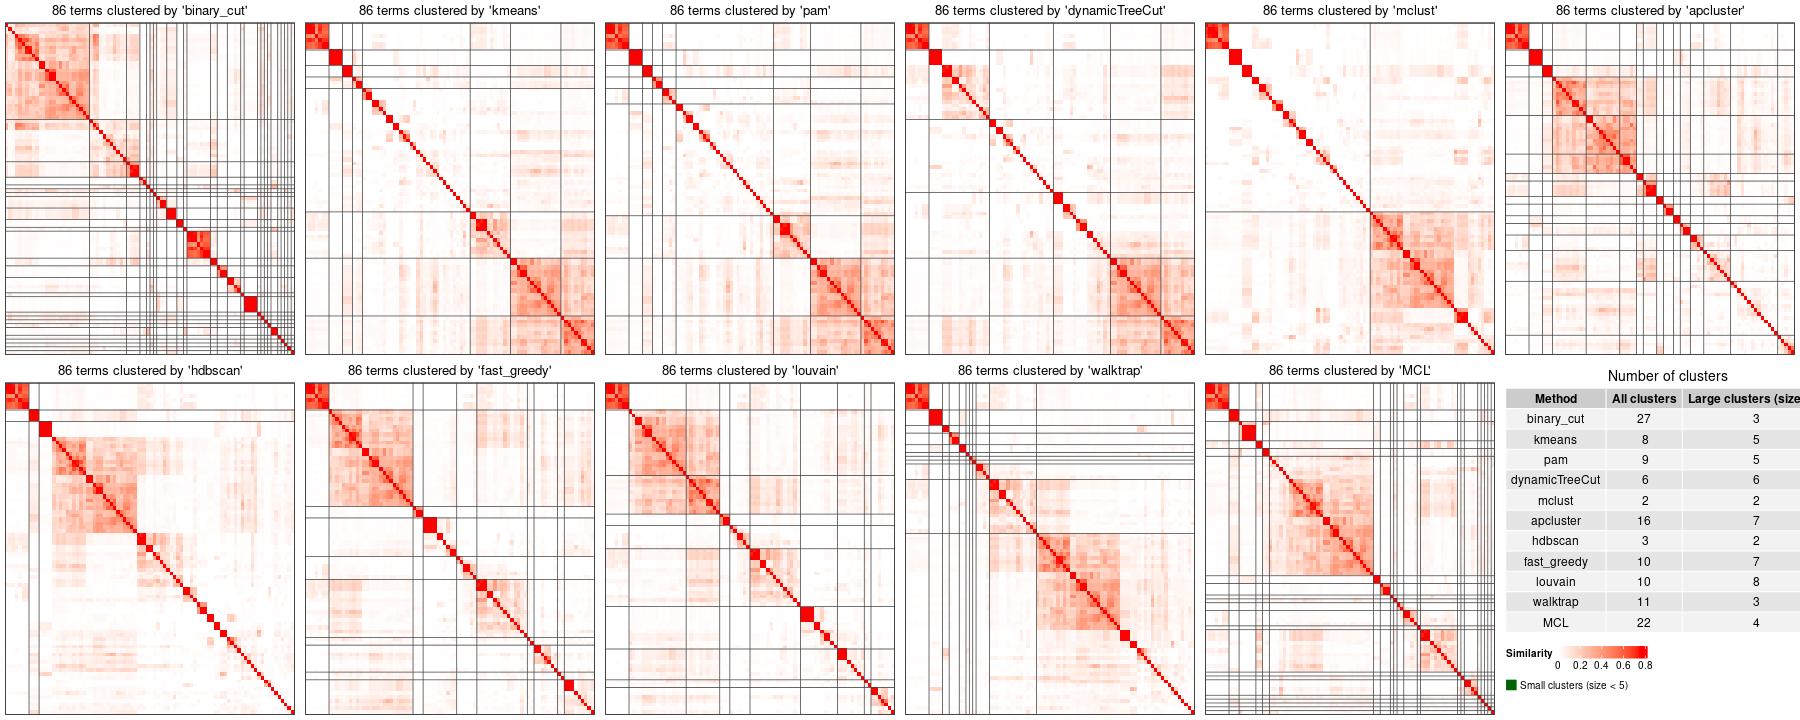 86 terms clustered by 'binary_cut'
86 terms clustered by 'kmeans'
86 terms clustered by 'pam'
86 terms clustered by 'dynamicTreeCut'
86 terms clustered by 'mclust'
86 terms clustered by 'apcluster'
86 terms clustered by 'hdbscan'
86 terms clustered by 'fast_greedy'
86 terms clustered by 'louvain'
86 terms clustered by 'walktrap'
86 terms clustered by 'MCL'
Number of clusters
Method All clusters Large clusters (size
binary_cut 27 3
kmeans 8 5
pam 9 5
dynamicTreeCut 6 6
mclust 2 2
apcluster 16 7
hdbscan 3 2
fast_greedy 10 7
louvain 10 8
walktrap 11 3
MCL 22 4
Similarity
0 0.2 0.4 0.6 0.8
Small clusters (size < 5)